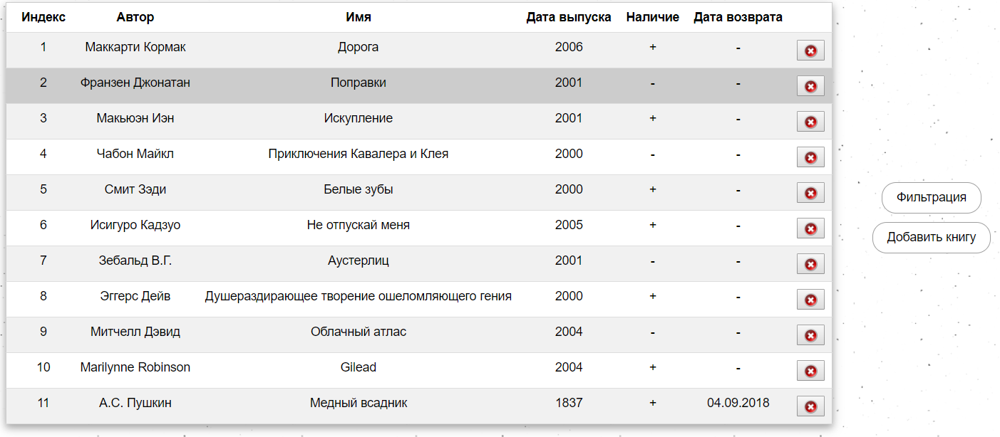 Индекс Автор Имя Дата выпуска Наличие Дата возврата
1 Маккарти Кормак Дорога 2006 + -
2 Франзен Джонатан Поправки 2001 - -
3 Макьюэн Иэн Искупление 2001 + -
4 Чабон Майкл Приключения Кавалера и Клея 2000 - -
5 Смит Зэди Белые зубы 2000 + -
6 Исигуро Кадзуо Не отпускай меня 2005 + -
7 Зебальд В.Г. Аустерлиц 2001 - -
8 Эггерс Дейв Душераздирающее творение ошеломляющего гения 2000 + -
9 Митчелл Дэвид Облачный атлас 2004 - -
10 Marilynne Robinson Gilead 2004 + -
11 А.С. Пушкин Медный всадник 1837 + 04.09.2018
Фильтрация
Добавить книгу